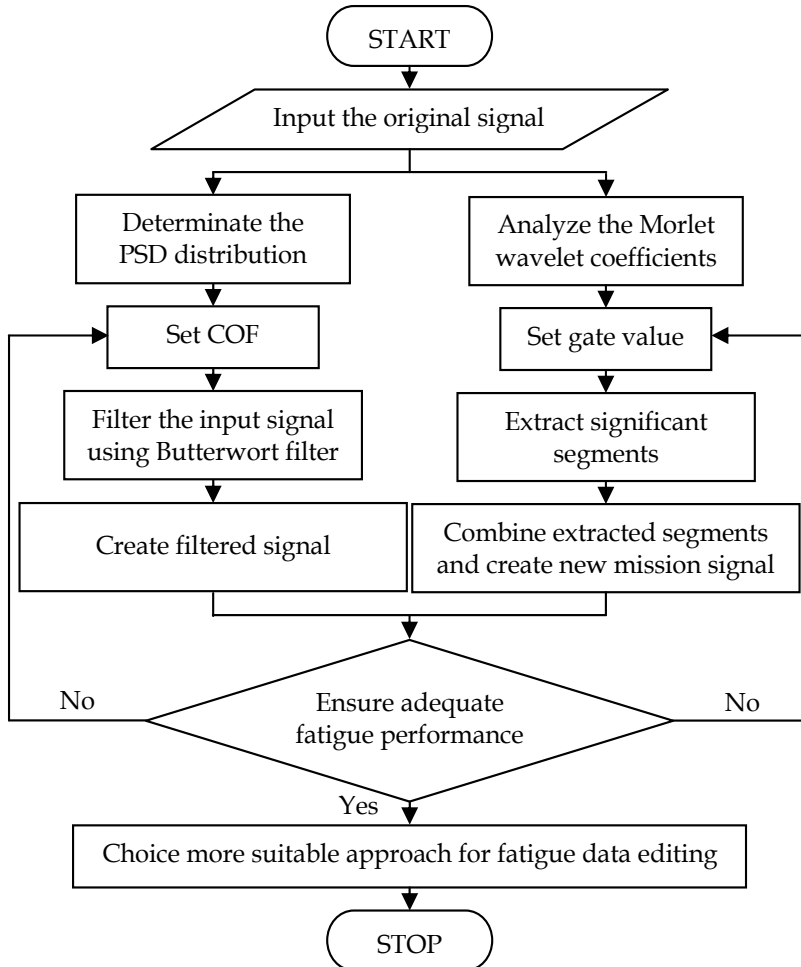 START
Input the original signal
Determinate the
PSD distribution
Analyze the Morlet
wavelet coefficients
Set COF
Set gate value
Filter the input signal
using Butterwort filter
Extract significant
segments
Create filtered signal
Combine extracted segments
and create new mission signal
No
Ensure adequate
fatigue performance
No
Yes
Choice more suitable approach for fatigue data editing
STOP